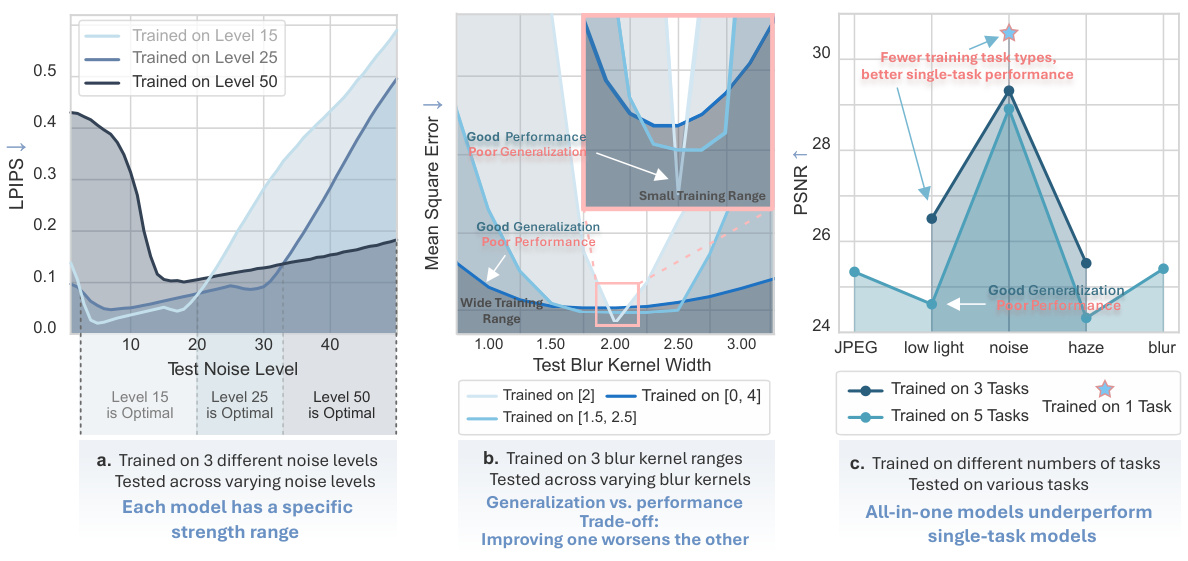 Trained on Level 15
Trained on Level 25
Trained on Level 50
LPIPS ↓
0.5
0.4
0.3
0.2
0.1
0.0
10
20
30
40
Test Noise Level
Level 15
is Optimal
Level 25
is Optimal
Level 50
is Optimal
a. Trained on 3 different noise levels
Tested across varying noise levels
Each model has a specific
strength range
Mean Square Error ↓
Good Performance
Poor Generalization
Small Training Range
Good Generalization
Poor Performance
Wide Training
Range
1.00
1.50
2.00
2.50
3.00
Test Blur Kernel Width
Trained on [2]
Trained on [0, 4]
Trained on [1.5, 2.5]
b. Trained on 3 blur kernel ranges
Tested across varying blur kernels
Generalization vs. performance
Trade-off:
Improving one worsens the other
PSNR ↑
30
28
26
24
Fewer training task types,
better single-task performance
Good Generalization
Poor Performance
JPEG
low light
noise
haze
blur
Trained on 3 Tasks
Trained on 5 Tasks
Trained on 1 Task
c. Trained on different numbers of tasks
Tested on various tasks
All-in-one models underperform
single-task models